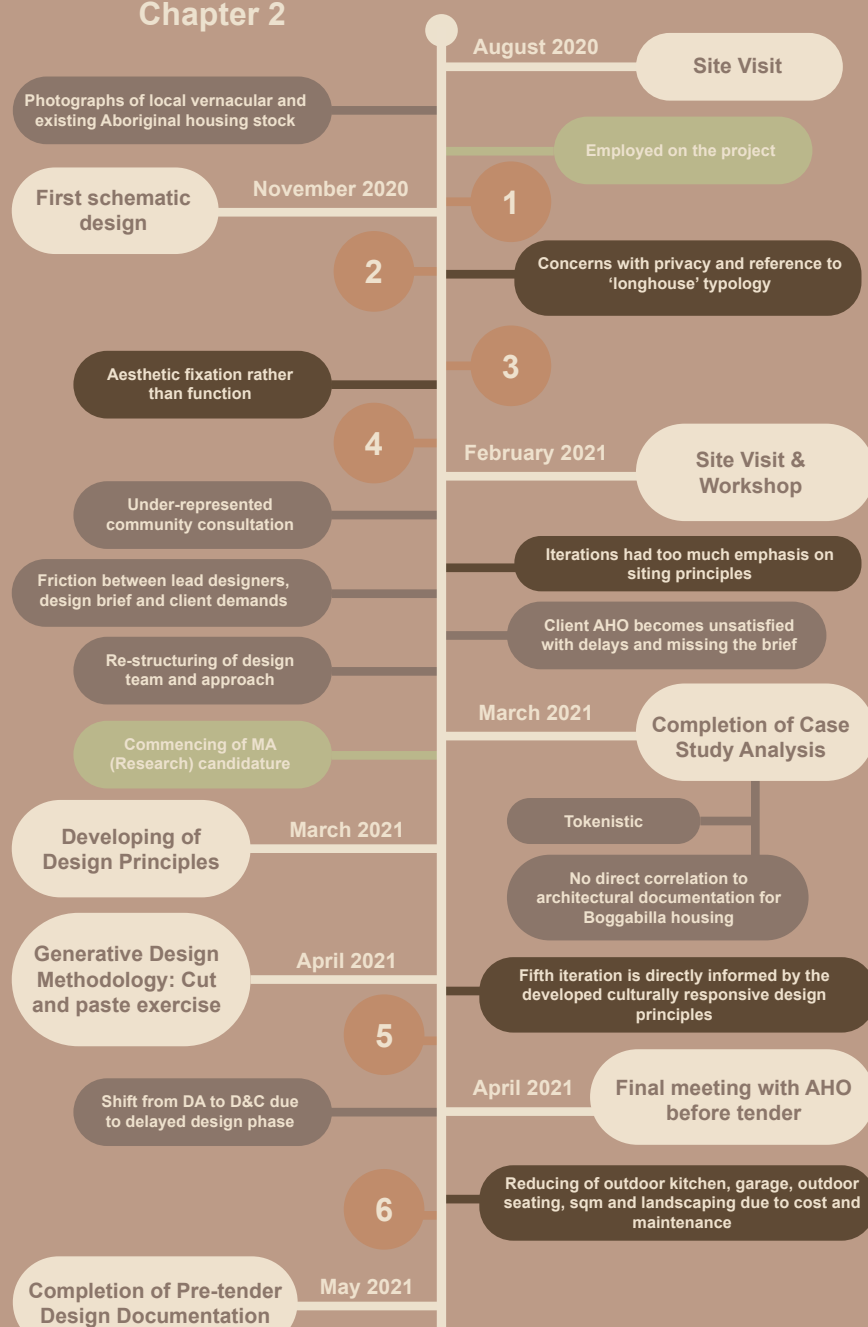 Chapter 2
August 2020
Site Visit
Photographs of local vernacular and
existing Aboriginal housing stock
Employed on the project
First schematic
design
November 2020
1
2
Concerns with privacy and reference to
‘longhouse’ typology
3
Aesthetic fixation rather
than function
4
February 2021
Site Visit &
Workshop
Under-represented
community consultation
Iterations had too much emphasis on
siting principles
Friction between lead designers,
design brief and client demands
Client AHO becomes unsatisfied
with delays and missing the brief
Re-structuring of design
team and approach
March 2021
Completion of Case
Study Analysis
Commencing of MA
(Research) candidature
Tokenistic
Developing of
Design Principles
March 2021
No direct correlation to
architectural documentation for
Boggabilla housing
Generative Design
Methodology: Cut
and paste exercise
April 2021
Fifth iteration is directly informed by the
developed culturally responsive design
principles
5
April 2021
Final meeting with AHO
before tender
Shift from DA to D&C due
to delayed design phase
6
Reducing of outdoor kitchen, garage, outdoor
seating, sqm and landscaping due to cost and
maintenance
Completion of Pre-tender
Design Documentation
May 2021